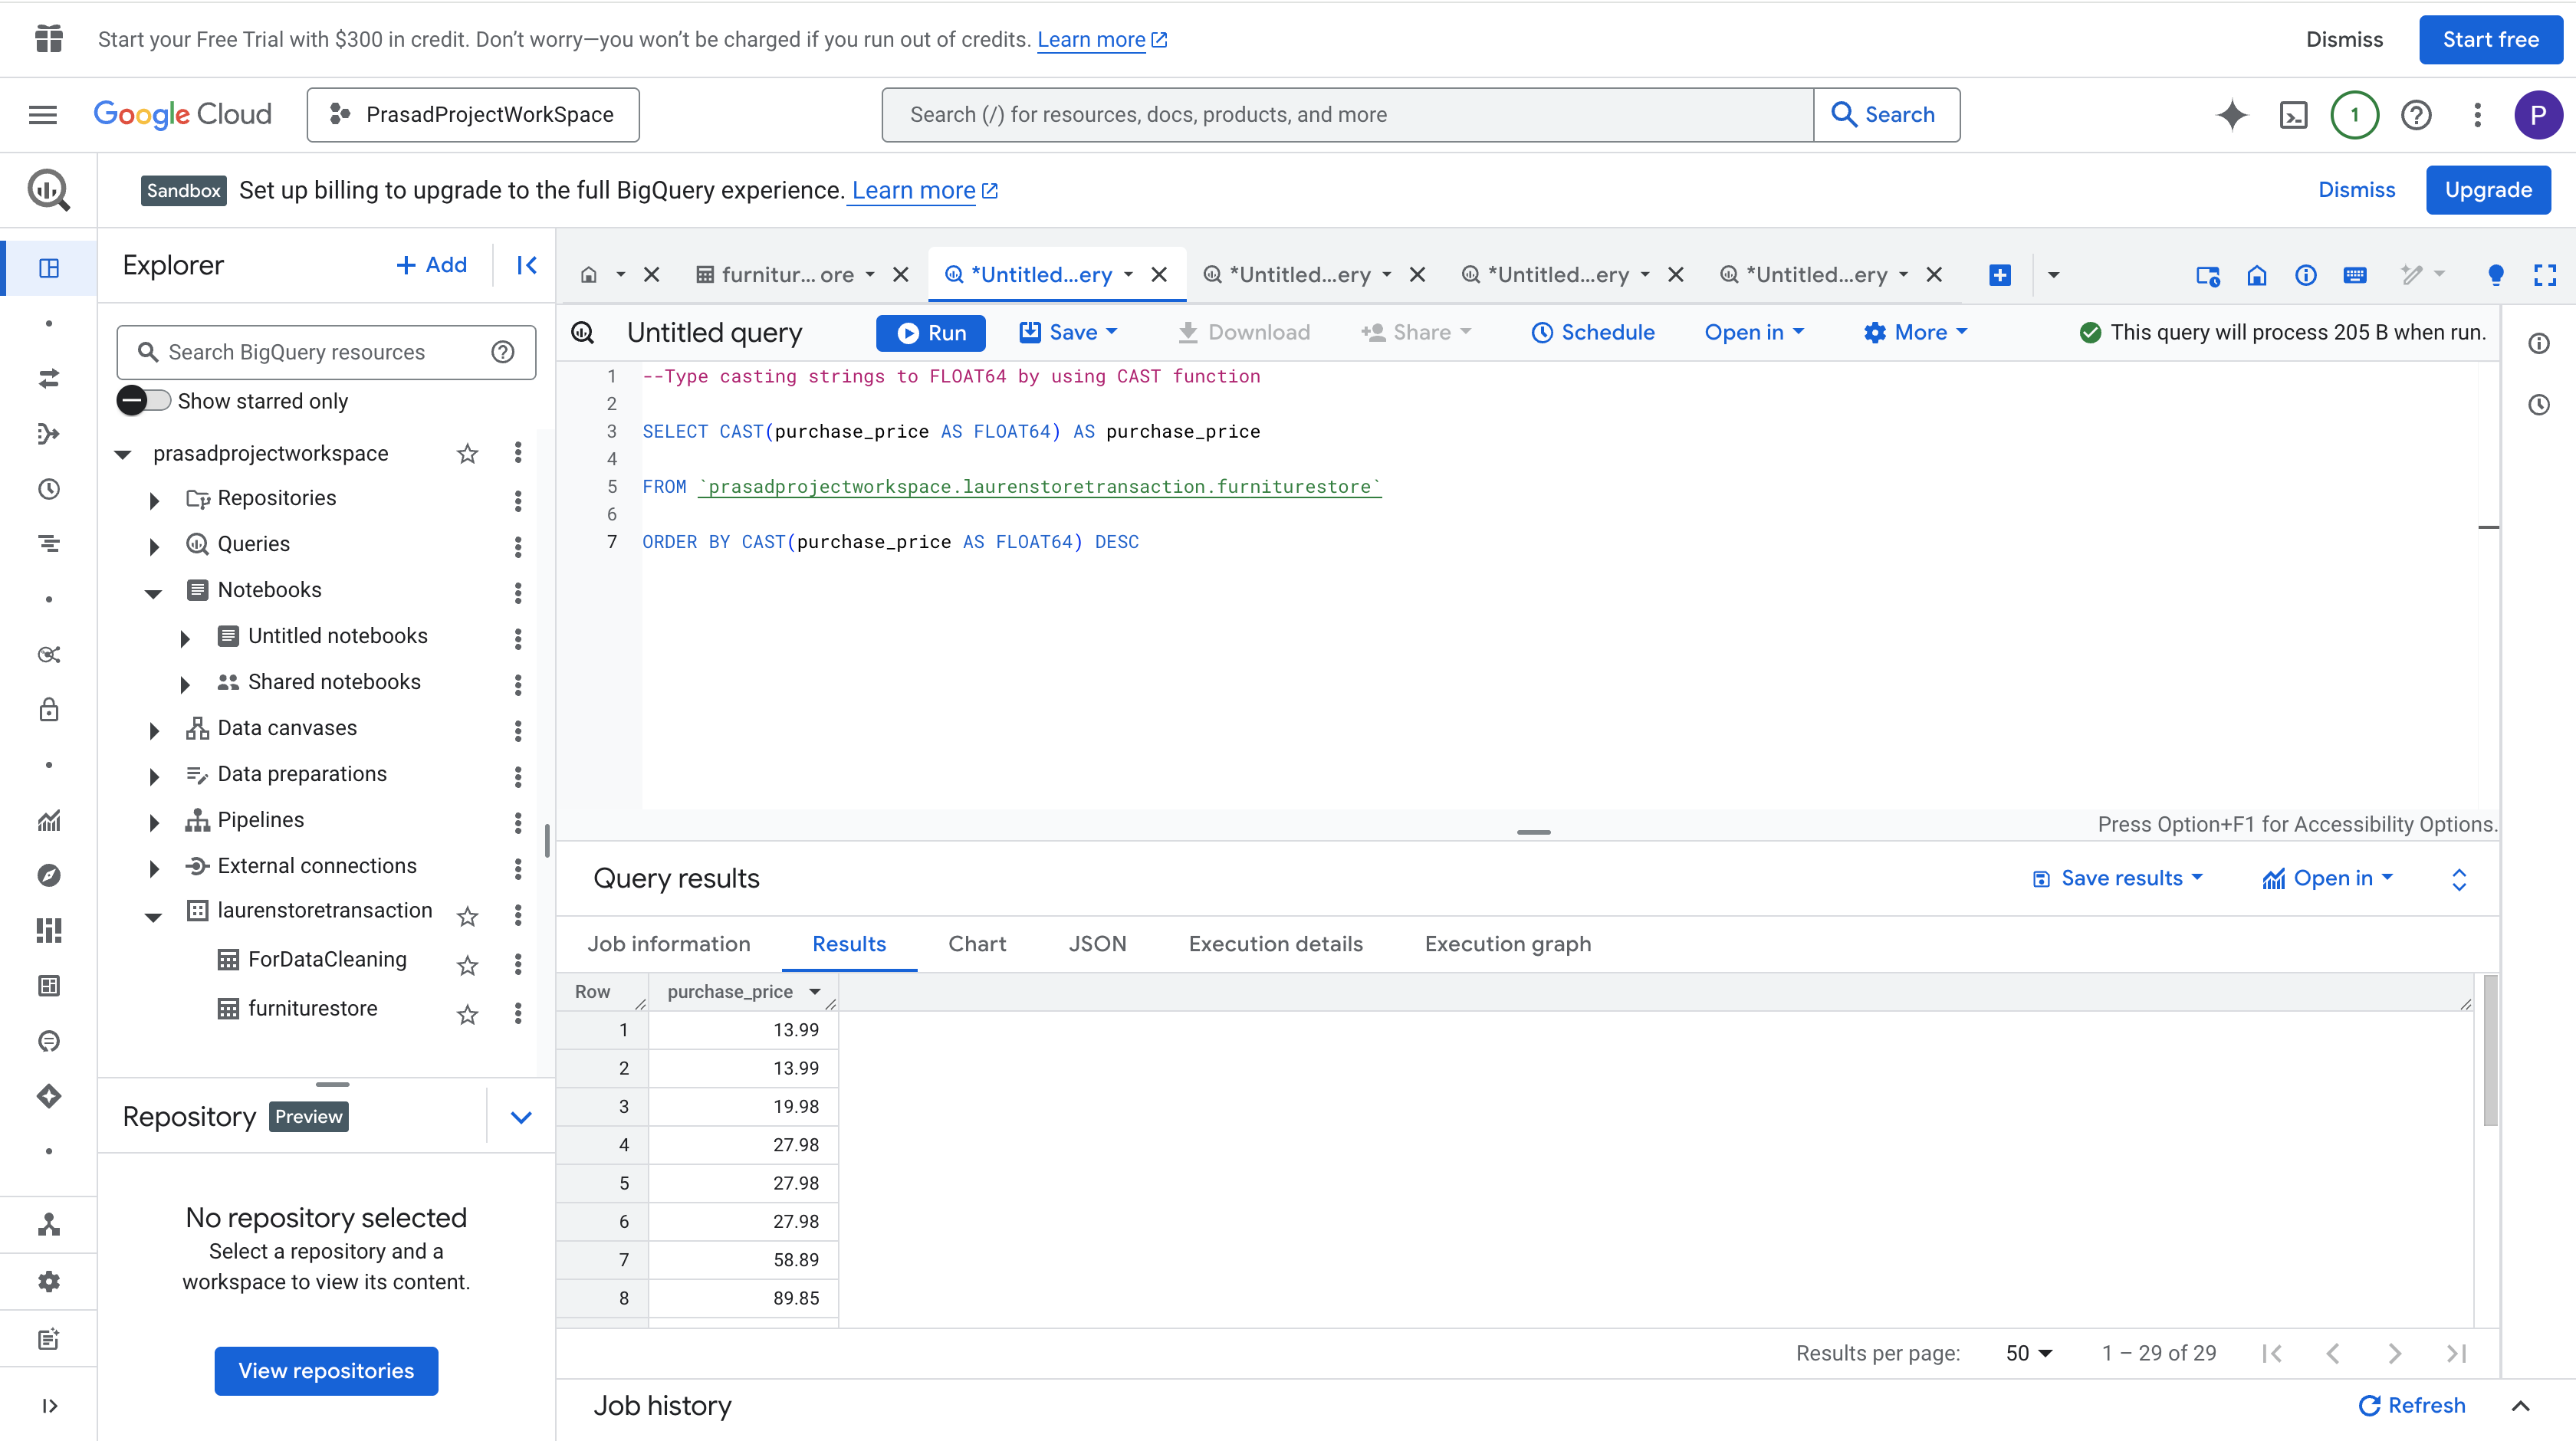 Start your Free Trial with $300 in credit. Don’t worry—you won’t be charged if you run out of credits. Learn more
Dismiss
Start free
Google Cloud
PrasadProjectWorkSpace
Search (/) for resources, docs, products, and more
Search
1
P
Sandbox
Set up billing to upgrade to the full BigQuery experience. Learn more
Dismiss
Upgrade
Explorer
Add
Search BigQuery resources
Show starred only
prasadprojectworkspace
Repositories
Queries
Notebooks
Untitled notebooks
Shared notebooks
Data canvases
Data preparations
Pipelines
External connections
laurenstoretransaction
ForDataCleaning
furniturestore
Repository Preview
No repository selected
Select a repository and a
workspace to view its content.
View repositories
furnitur... ore
*Untitled...ery
*Untitled...ery
*Untitled...ery
*Untitled...ery
Untitled query
Run
Save
Download
Share
Schedule
Open in
More
This query will process 205 B when run.
1 --Type casting strings to FLOAT64 by using CAST function
2
3 SELECT CAST(purchase_price AS FLOAT64) AS purchase_price
4
5 FROM `prasadprojectworkspace.laurenstoretransaction.furniturestore`
6
7 ORDER BY CAST(purchase_price AS FLOAT64) DESC
Press Option+F1 for Accessibility Options.
Query results
Save results
Open in
Job information
Results
Chart
JSON
Execution details
Execution graph
Row purchase_price
1 13.99
2 13.99
3 19.98
4 27.98
5 27.98
6 27.98
7 58.89
8 89.85
Results per page: 50 1 – 29 of 29
Job history
Refresh